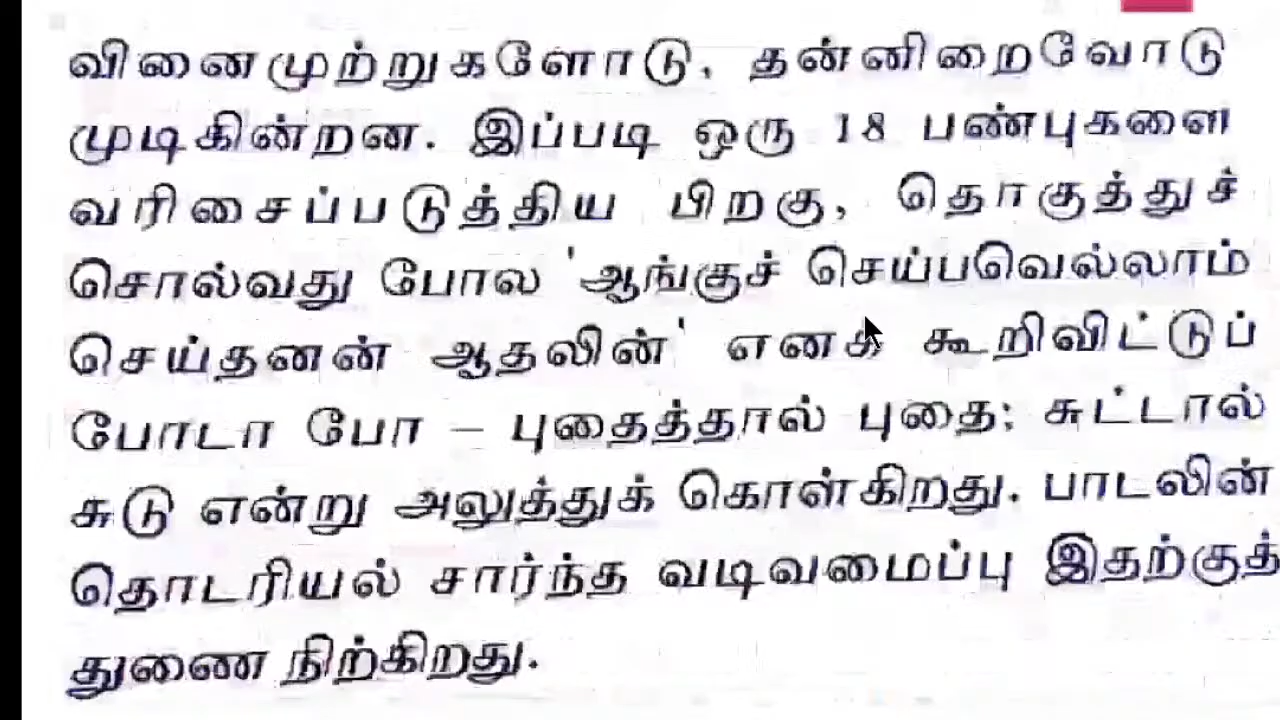 வினைமுற்றுகளோடு, தன்னிறைவோடு
முடிகின்றன. இப்படி ஒரு 18 பண்புகளை
வரிசைப்படுத்திய பிறகு, தொகுத்துச்
சொல்வது போல 'ஆங்குச் செய்பவெல்லாம்
செய்தனன் ஆதலின்' எனக் கூறிவிட்டுப்
போடா போ – புதைத்தால் புதை; சுட்டால்
சுடு என்று அலுத்துக் கொள்கிறது. பாடலின்
தொடரியல் சார்ந்த வடிவமைப்பு இதற்குத்
துணை நிற்கிறது.